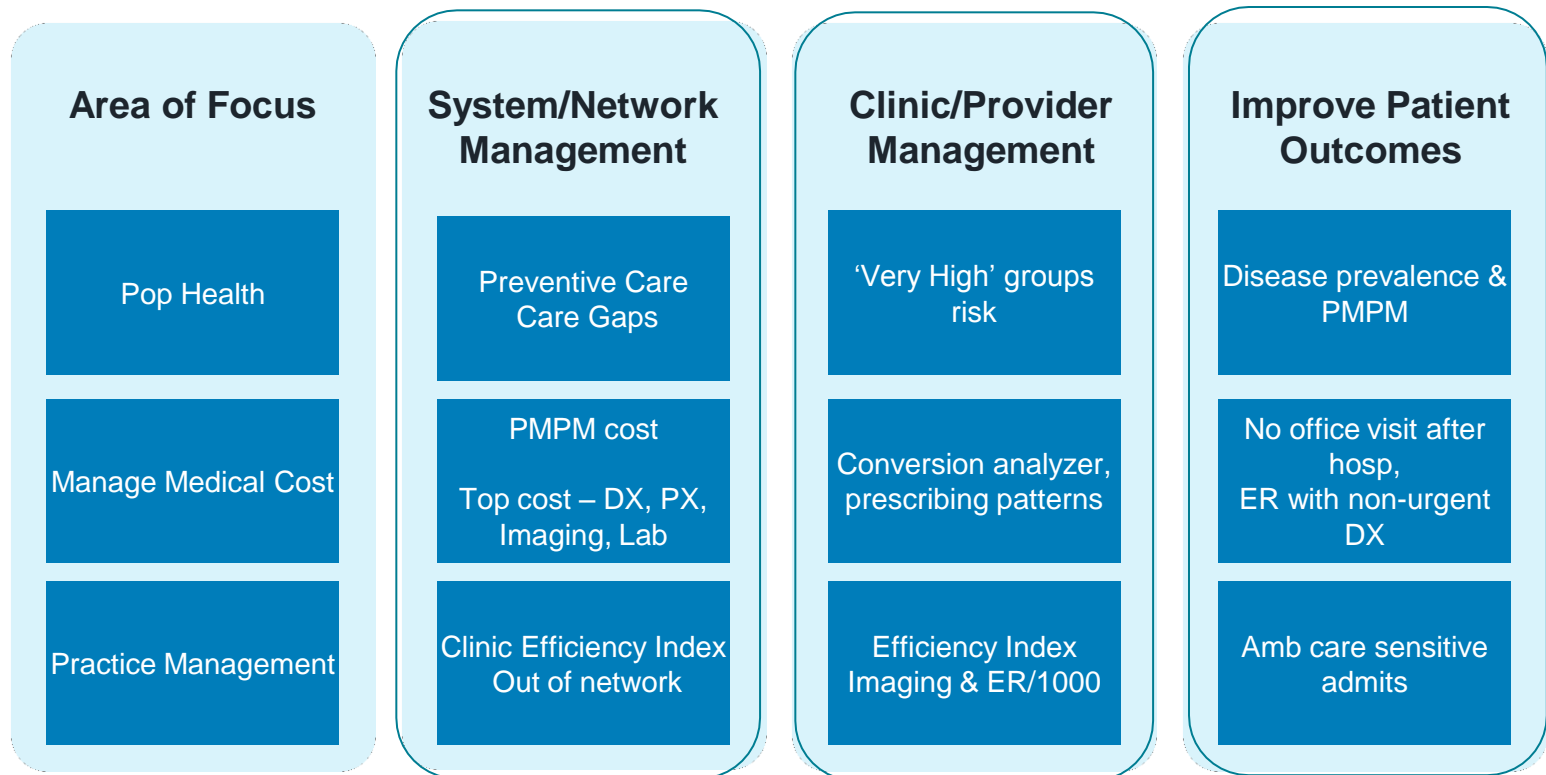 Area of Focus
System/Network
Management
Clinic/Provider
Management
Improve Patient
Outcomes
Pop Health
Preventive Care
Care Gaps
‘Very High’ groups
risk
Disease prevalence &
PMPM
Manage Medical Cost
PMPM cost
Top cost – DX, PX,
Imaging, Lab
Conversion analyzer,
prescribing patterns
No office visit after
hosp,
ER with non-urgent
DX
Practice Management
Clinic Efficiency Index
Out of network
Efficiency Index
Imaging & ER/1000
Amb care sensitive
admits